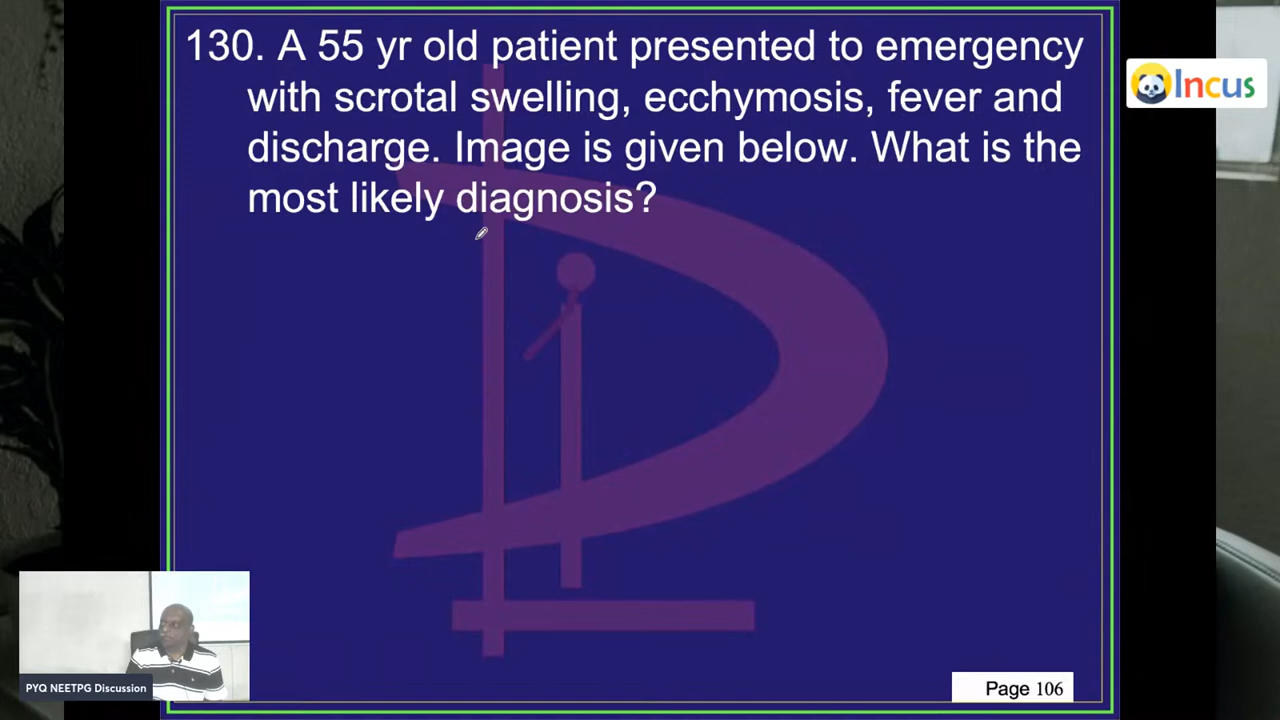 130. A 55 yr old patient presented to emergency
with scrotal swelling, ecchymosis, fever and
discharge. Image is given below. What is the
most likely diagnosis?
Incus
PYQ NEETPG Discussion
Page 106